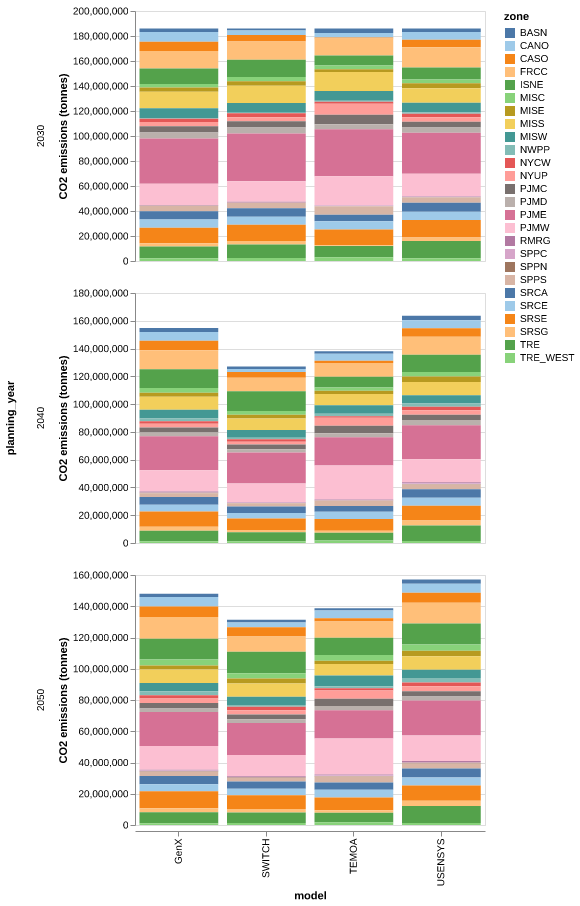 planning_year
2030
CO2 emissions (tonnes)
200,000,000
180,000,000
160,000,000
140,000,000
120,000,000
100,000,000
80,000,000
60,000,000
40,000,000
20,000,000
0
2040
CO2 emissions (tonnes)
180,000,000
160,000,000
140,000,000
120,000,000
100,000,000
80,000,000
60,000,000
40,000,000
20,000,000
0
2050
CO2 emissions (tonnes)
160,000,000
140,000,000
120,000,000
100,000,000
80,000,000
60,000,000
40,000,000
20,000,000
0
GenX
SWITCH
TEMOA
USENSYS
model
zone
BASN
CANO
CASO
FRCC
ISNE
MISC
MISE
MISS
MISW
NWPP
NYCW
NYUP
PJMC
PJMD
PJME
PJMW
RMRG
SPPC
SPPN
SPPS
SRCA
SRCE
SRSE
SRSG
TRE
TRE_WEST